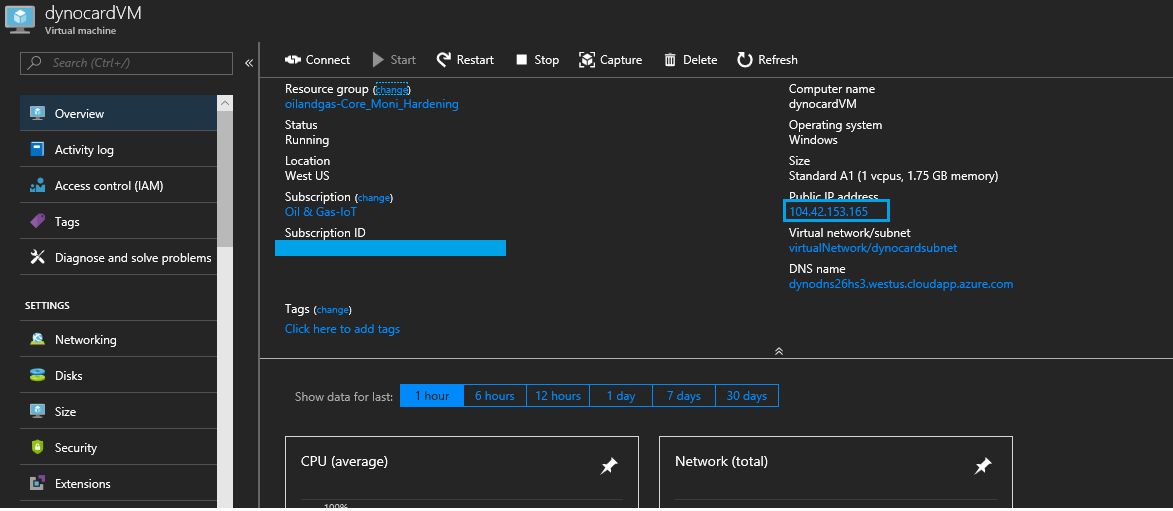 dynocardVM
Virtual machine
Search (Ctrl+/)
«
Overview
Activity log
Access control (IAM)
Tags
Diagnose and solve problems
SETTINGS
Networking
Disks
Size
Security
Extensions
Connect Start Restart Stop Capture Delete Refresh
Resource group (change)
oilandgas-Core_Moni_Hardening
Status
Running
Location
West US
Subscription (change)
Oil & Gas-IoT
Subscription ID
Computer name
dynocardVM
Operating system
Windows
Size
Standard A1 (1 vcpus, 1.75 GB memory)
Public IP address
104.42.153.165
Virtual network/subnet
virtualNetwork/dynocardsubnet
DNS name
dynodns26hs3.westus.cloudapp.azure.com
Tags (change)
Click here to add tags
Show data for last: 1 hour 6 hours 12 hours 1 day 7 days 30 days
CPU (average)
100%
Network (total)